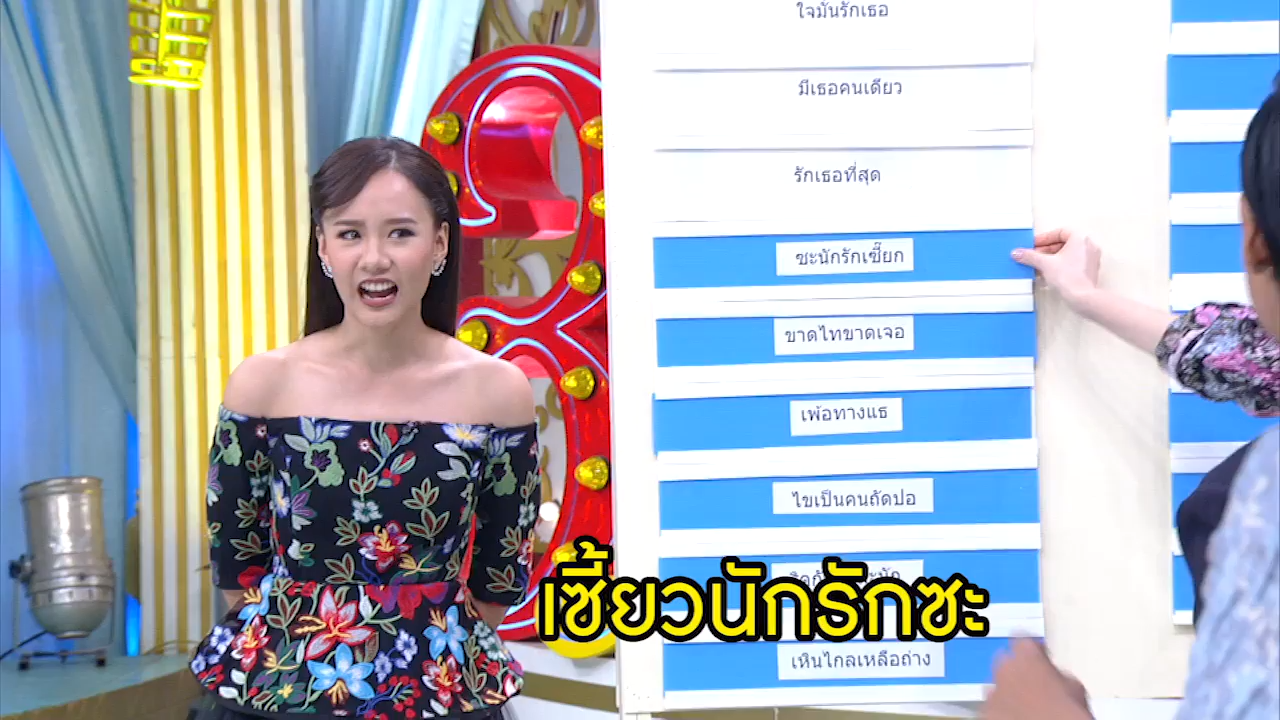 ใจมันรักเธอ
มีเธอคนเดียว
รักเธอที่สุด
ชะนักรักเซี๊ยก
ขาดไทขาดเจอ
เพ้อทางแธ
ไขเป็นคนถัดปอ
เซี้ยวนักรักซะ
เหินไกลเหลือถ่าง